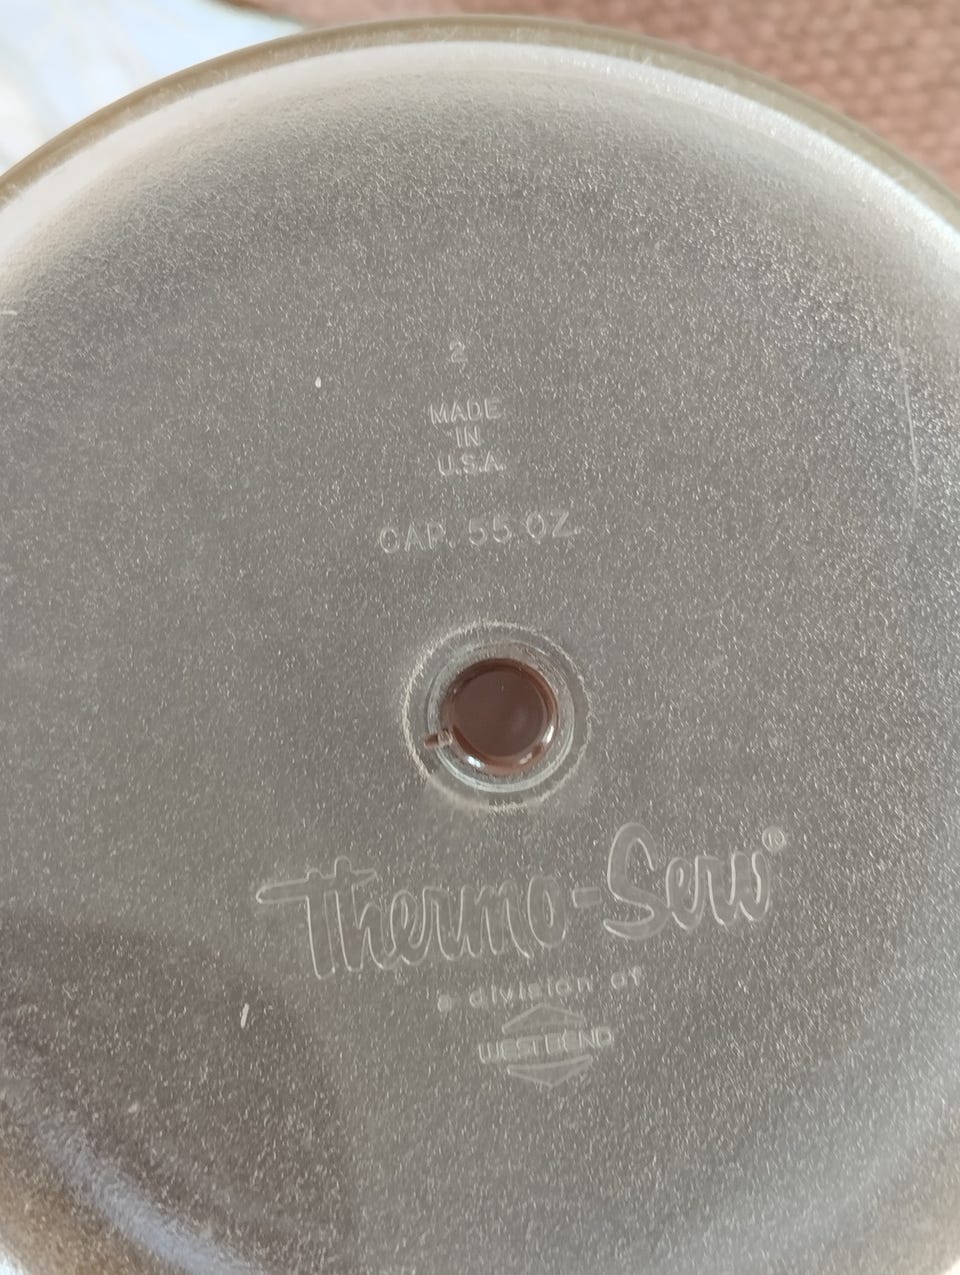 2
MADE
IN
U.S.A.
CAP. 55 OZ.
Thermo-Serv®
a division of
WEST BEND